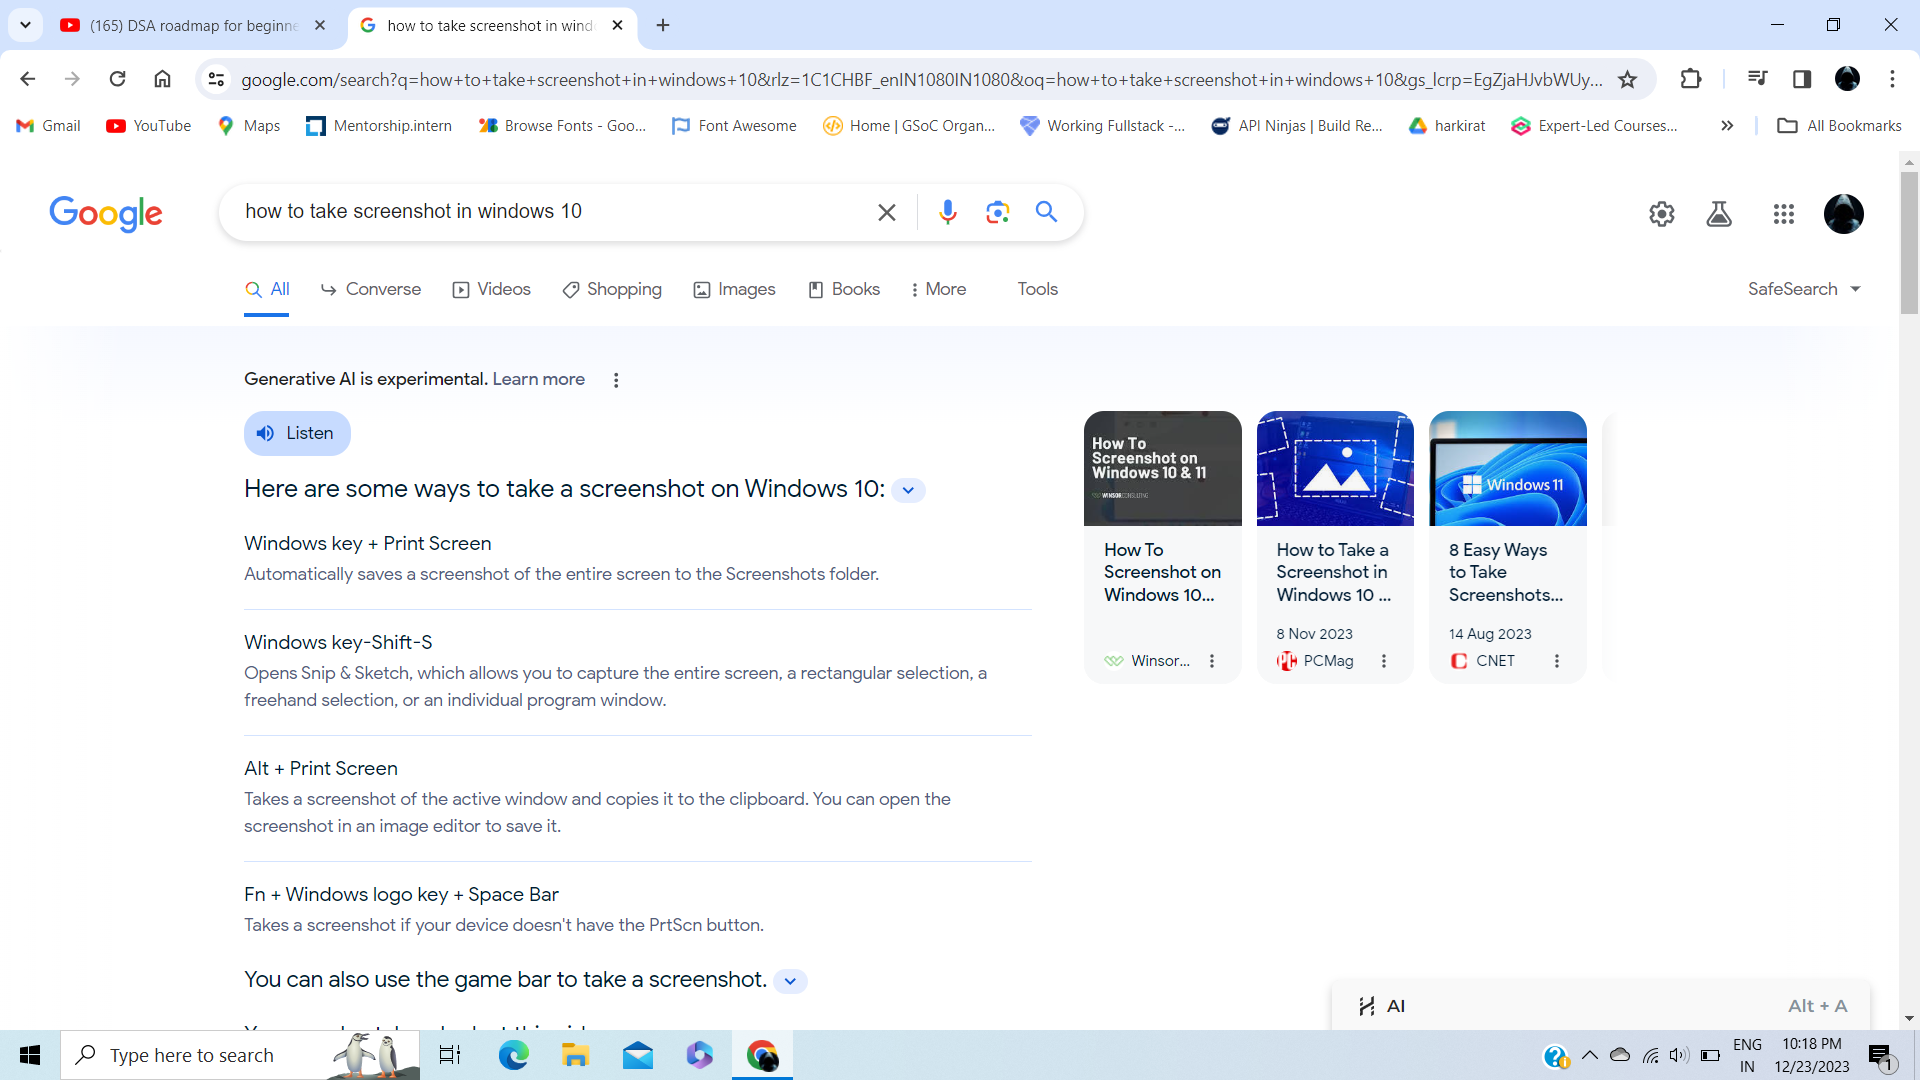 (165) DSA roadmap for beginne
how to take screenshot in wind
google.com/search?q=how+to+take+screenshot+in+windows+10&rlz=1C1CHBF_enIN1080IN1080&oq=how+to+take+screenshot+in+windows+10&gs_lcrp=EgZjaHJvbWUy...
Gmail YouTube Maps Mentorship.intern Browse Fonts - Goo... Font Awesome Home | GSoC Organ... Working Fullstack -... API Ninjas | Build Re... harkirat Expert-Led Courses... All Bookmarks
Google
how to take screenshot in windows 10
All Converse Videos Shopping Images Books More Tools SafeSearch
Generative AI is experimental. Learn more
Listen
Here are some ways to take a screenshot on Windows 10:
Windows key + Print Screen
Automatically saves a screenshot of the entire screen to the Screenshots folder.
Windows key-Shift-S
Opens Snip & Sketch, which allows you to capture the entire screen, a rectangular selection, a
freehand selection, or an individual program window.
Alt + Print Screen
Takes a screenshot of the active window and copies it to the clipboard. You can open the
screenshot in an image editor to save it.
Fn + Windows logo key + Space Bar
Takes a screenshot if your device doesn't have the PrtScn button.
You can also use the game bar to take a screenshot.
How To
Screenshot on
Windows 10 & 11
WINSORCONSULTING
How To
Screenshot on
Windows 10...
Winsor...
How to Take a
Screenshot in
Windows 10 ...
8 Nov 2023
PCMag
Windows 11
8 Easy Ways
to Take
Screenshots...
14 Aug 2023
CNET
AI Alt + A
Type here to search
ENG
IN
10:18 PM
12/23/2023
1